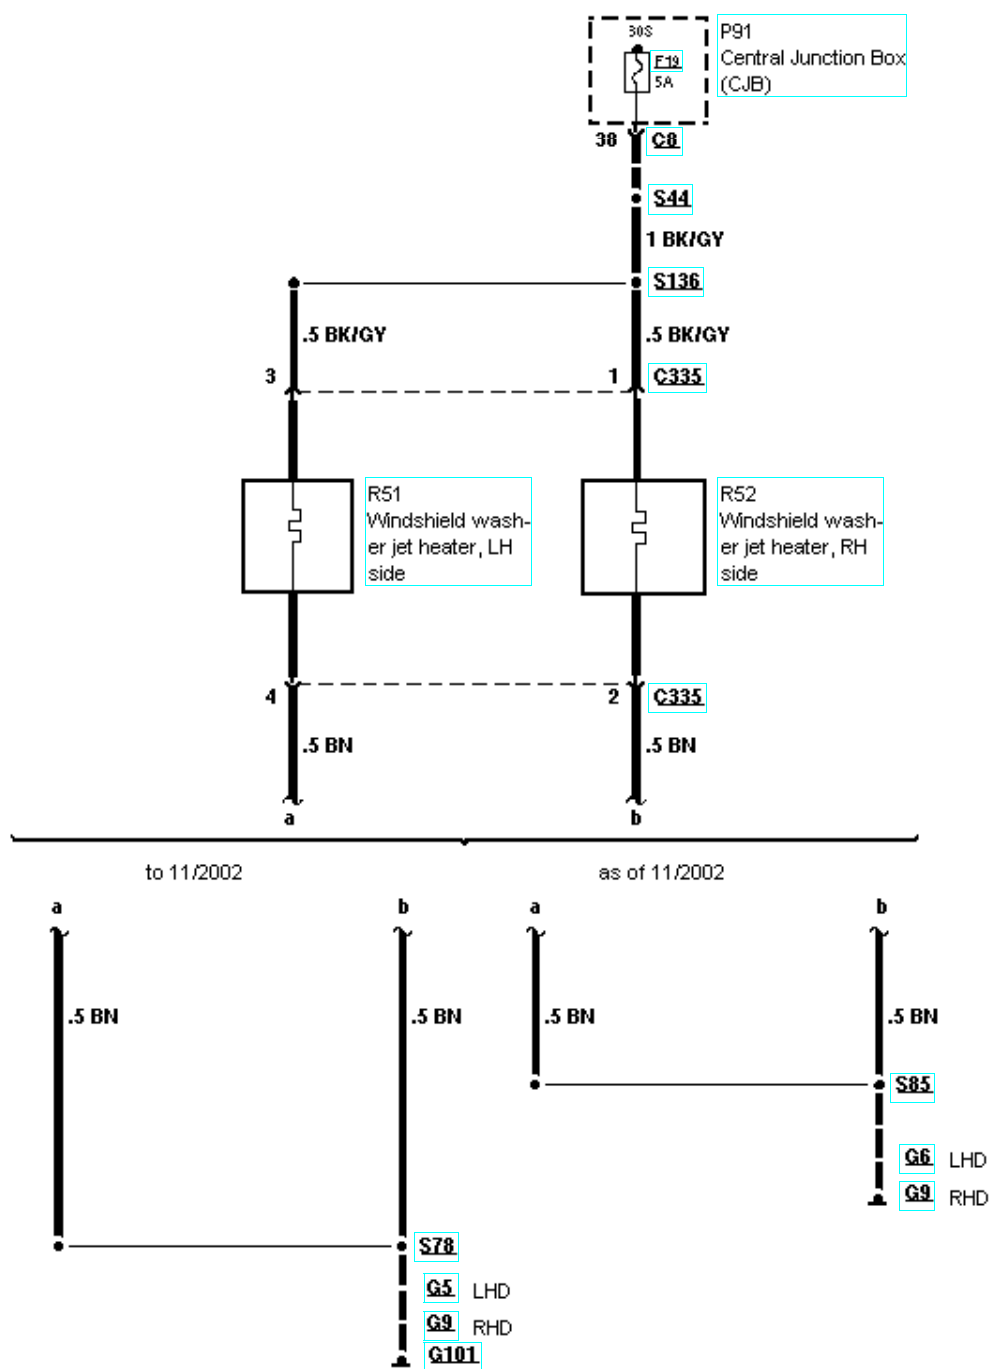 30S
F19
5A
P91
Central Junction Box
(CJB)
38
C8
S44
1 BK/GY
S136
.5 BK/GY
.5 BK/GY
3
1
C335
R51
Windshield wash-
er jet heater, LH
side
R52
Windshield wash-
er jet heater, RH
side
4
2
C335
.5 BN
.5 BN
a
b
to 11/2002
as of 11/2002
a
b
a
b
.5 BN
.5 BN
.5 BN
.5 BN
S85
G6 LHD
G9 RHD
S78
G5 LHD
G9 RHD
G101